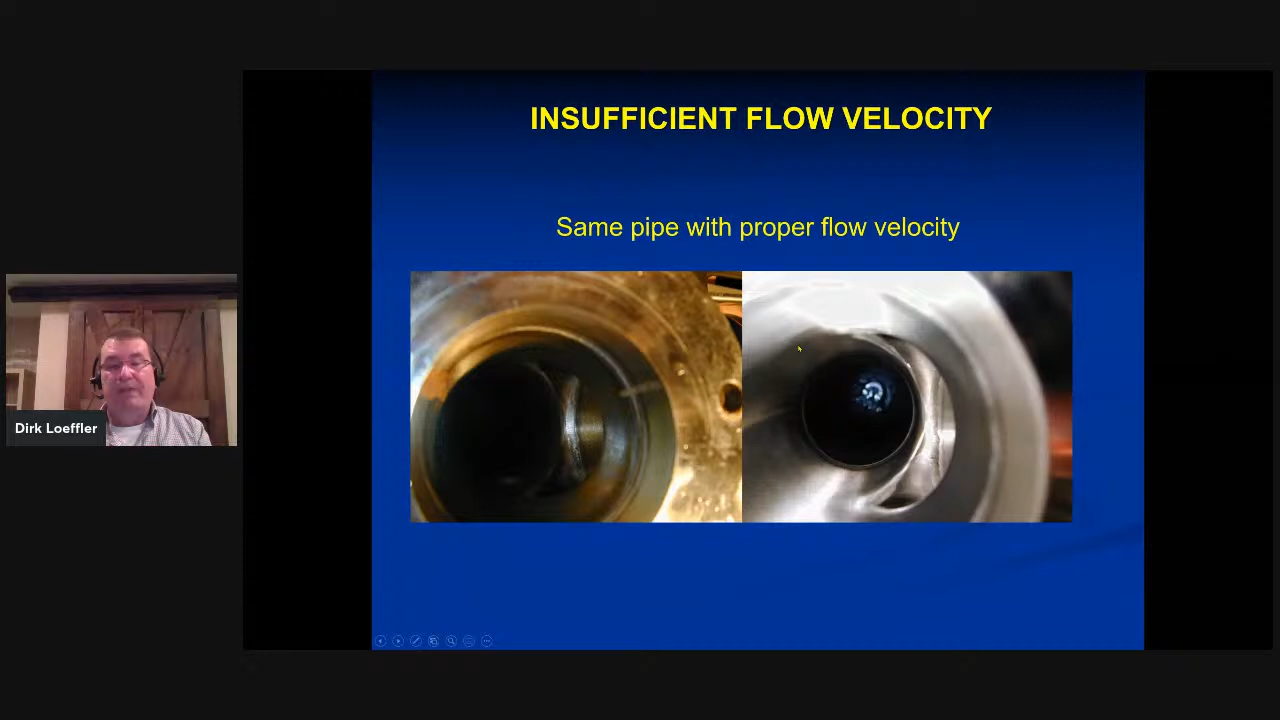 INSUFFICIENT FLOW VELOCITY
Same pipe with proper flow velocity
Dirk Loeffler